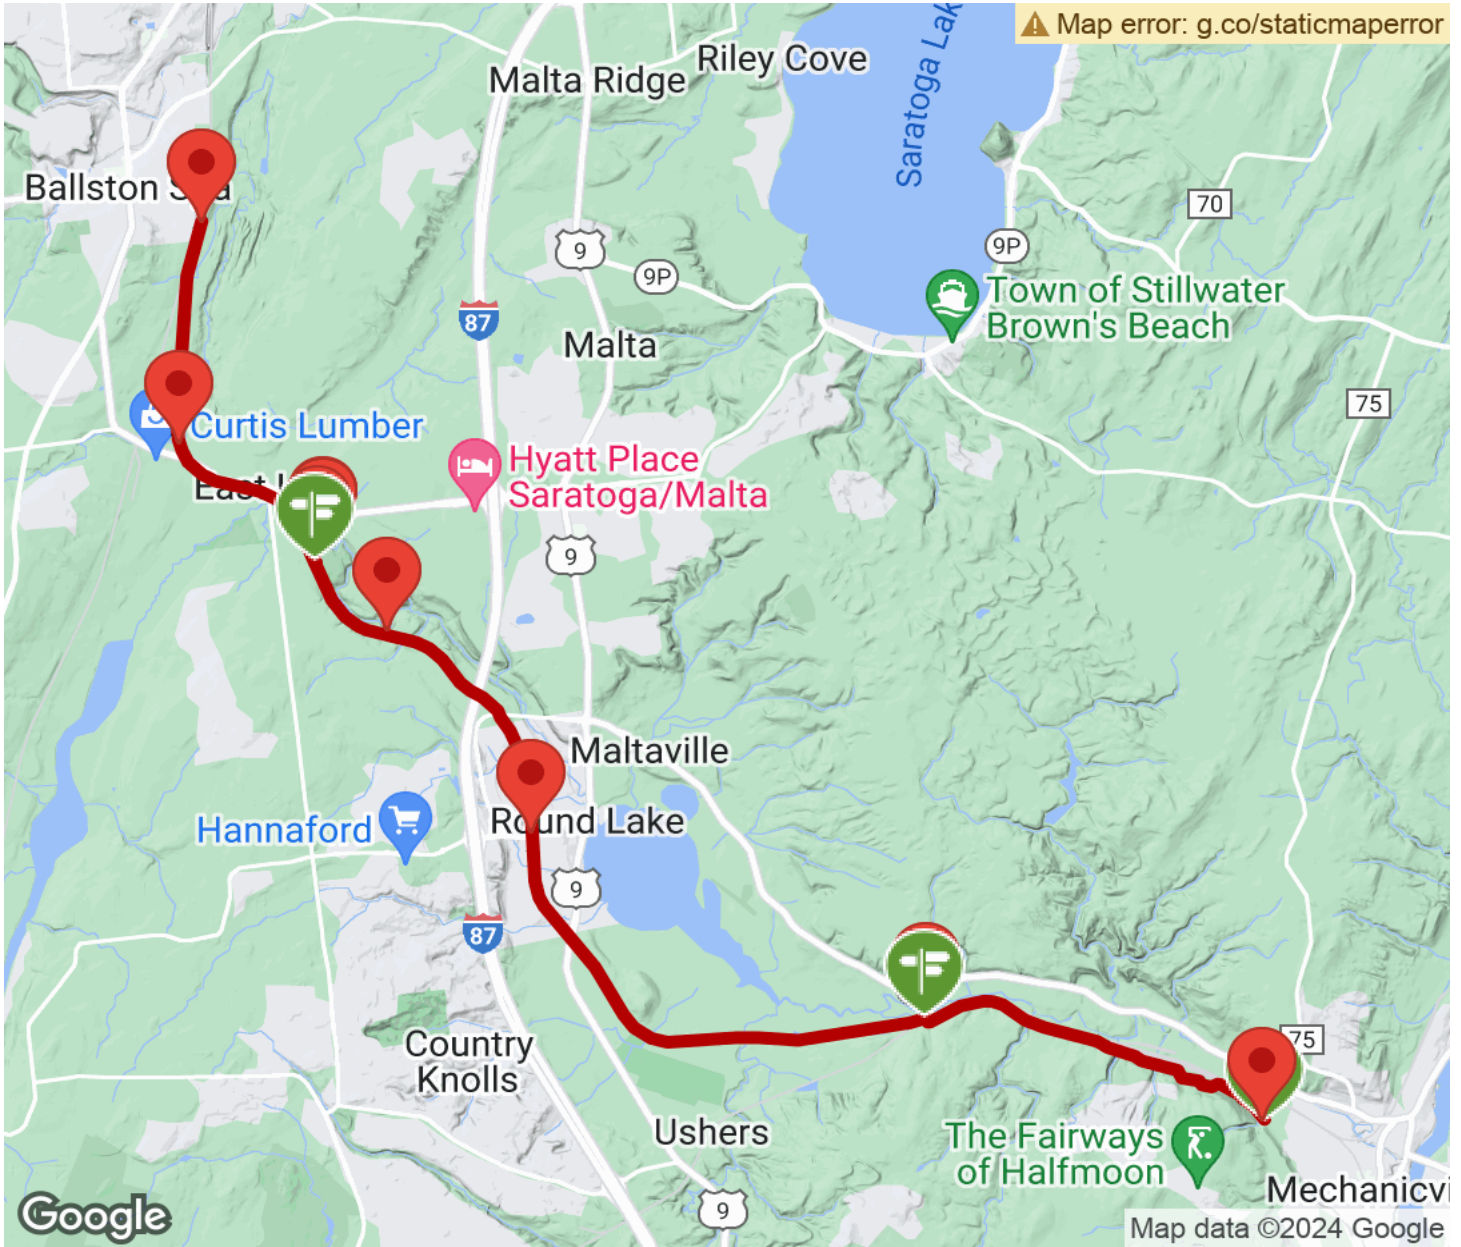 Map error: g.co/staticmaperror
Riley Cove
Malta Ridge
Saratoga Lak
Ballston S a
70
9P
9
9P
Town of Stillwater
Brown's Beach
87
Malta
75
Curtis Lumber
Hyatt Place
Saratoga/Malta
East
9
Maltaville
Hannaford
Round Lake
9
87
Country
Knolls
75
Ushers
The Fairways
of Halfmoon
Mechanicvi
9
Google
Map data ©2024 Google